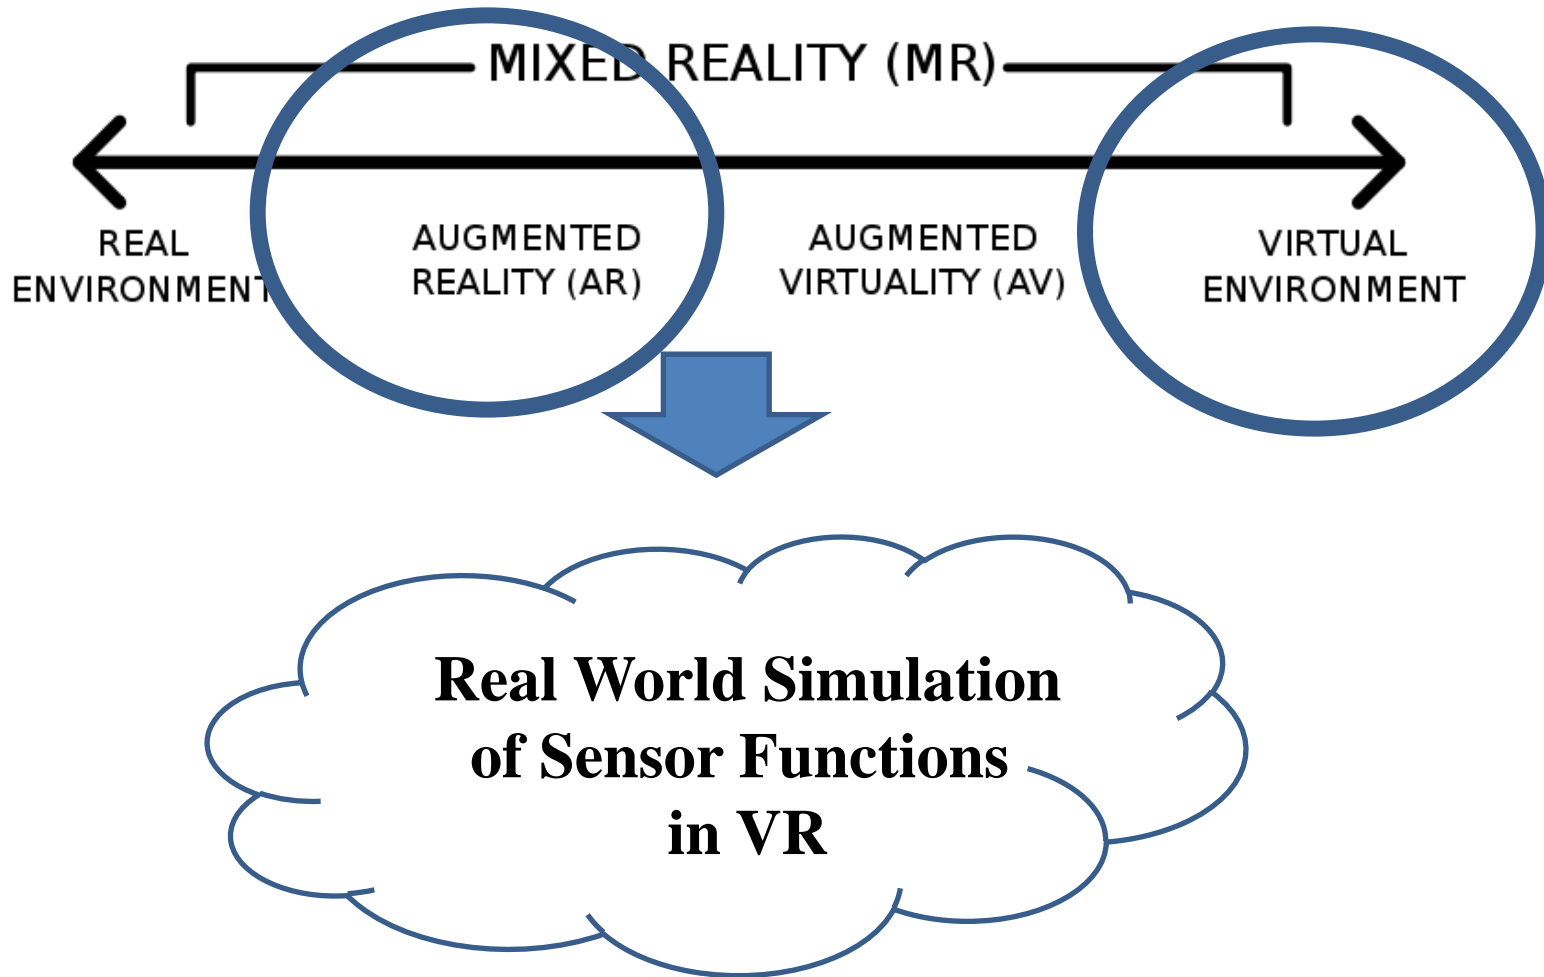 MIXED REALITY (MR)
REAL
ENVIRONMENT
AUGMENTED
REALITY (AR)
AUGMENTED
VIRTUALITY (AV)
VIRTUAL
ENVIRONMENT
Real World Simulation
of Sensor Functions
in VR